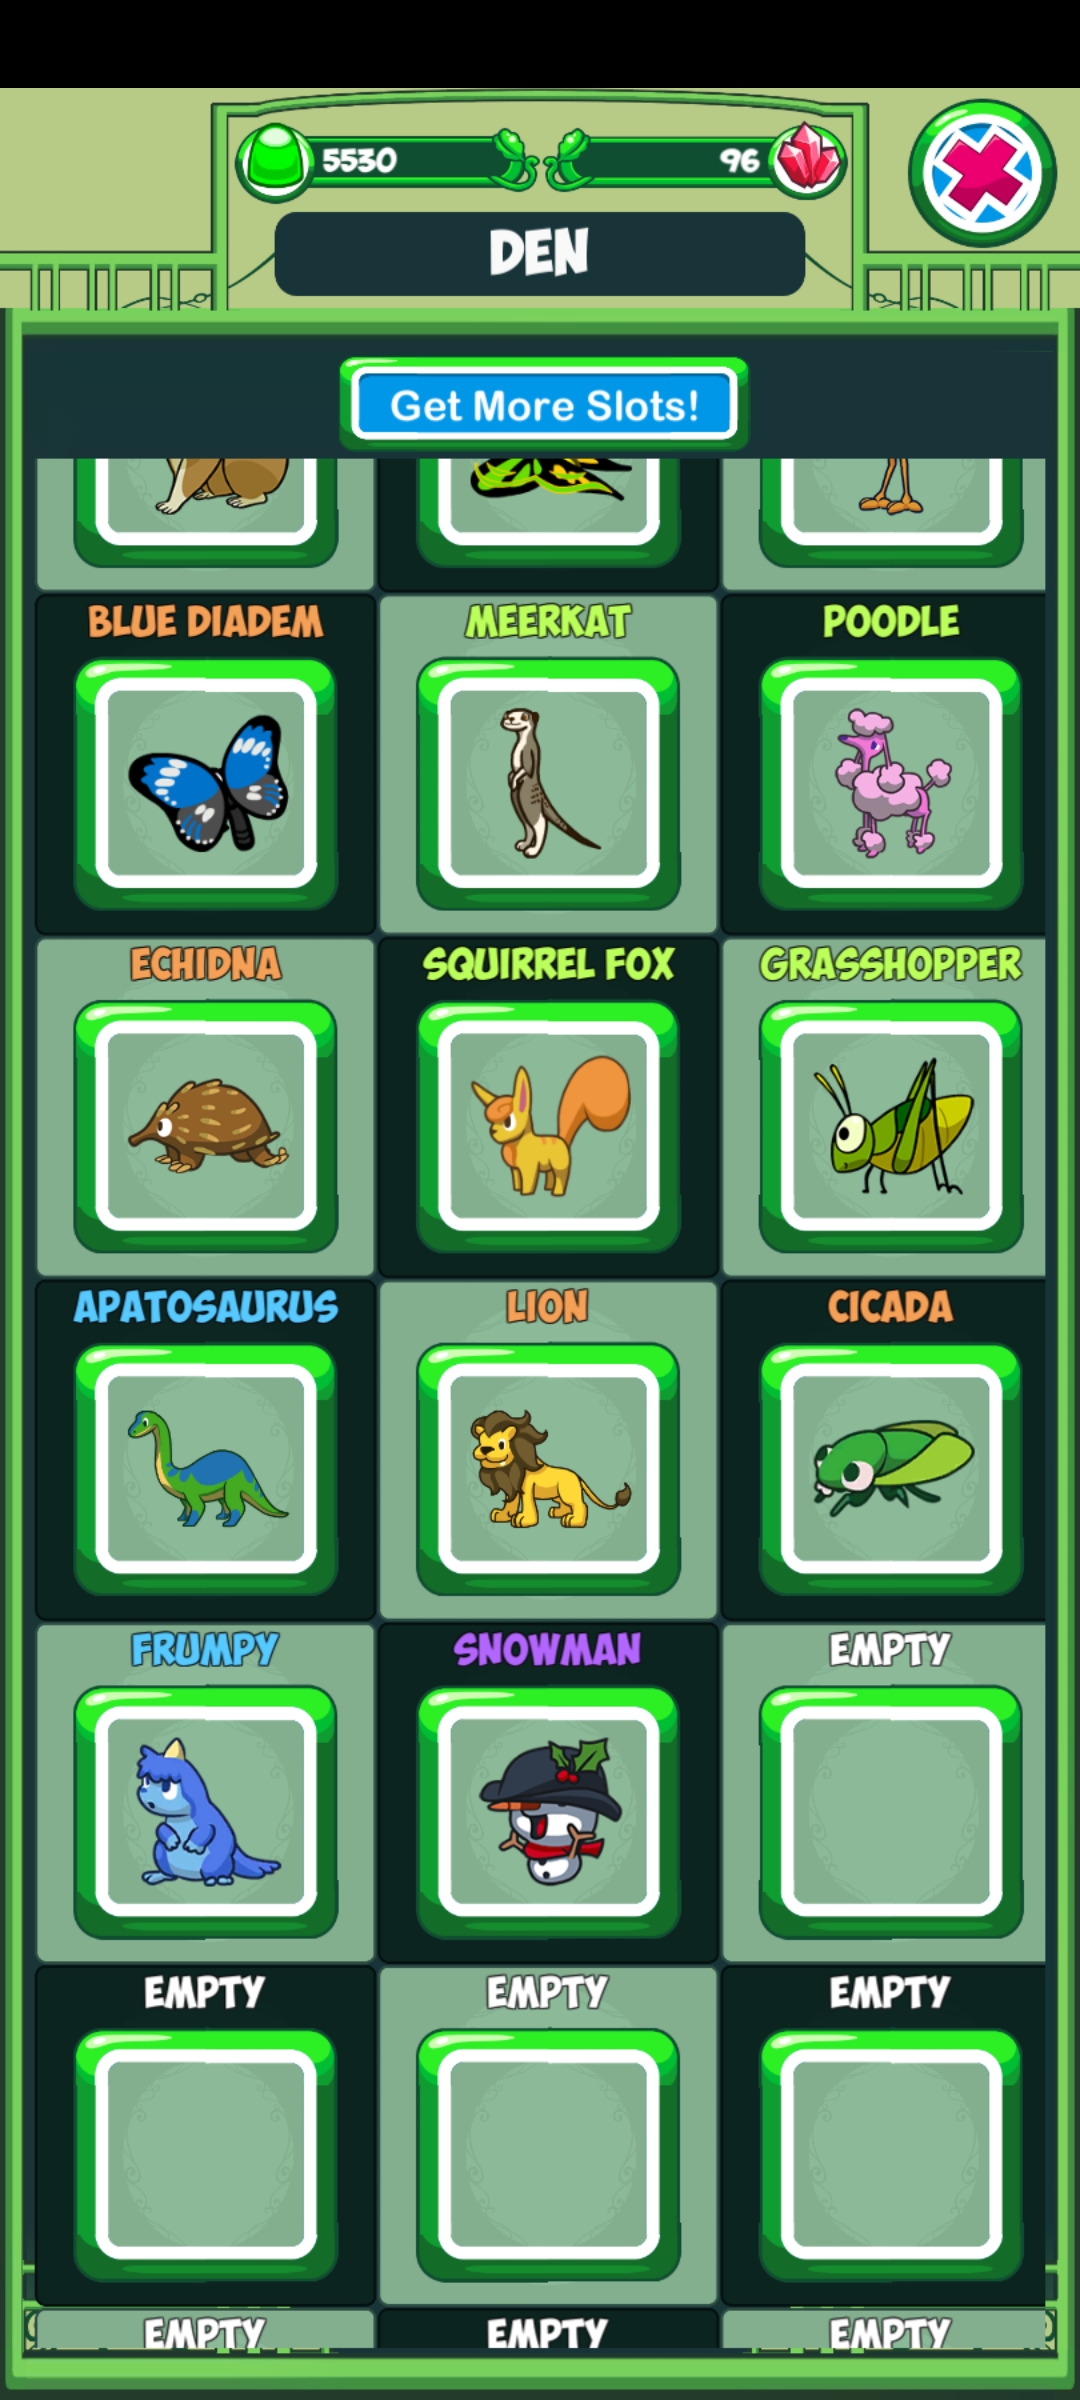 5530
96
DEN
Get More Slots!
BLUE DIADEM
MEERKAT
POODLE
ECHIDNA
SQUIRREL FOX
GRASSHOPPER
APATOSAURUS
LION
CICADA
FRUMPY
SNOWMAN
EMPTY
EMPTY
EMPTY
EMPTY
EMPTY
EMPTY
EMPTY